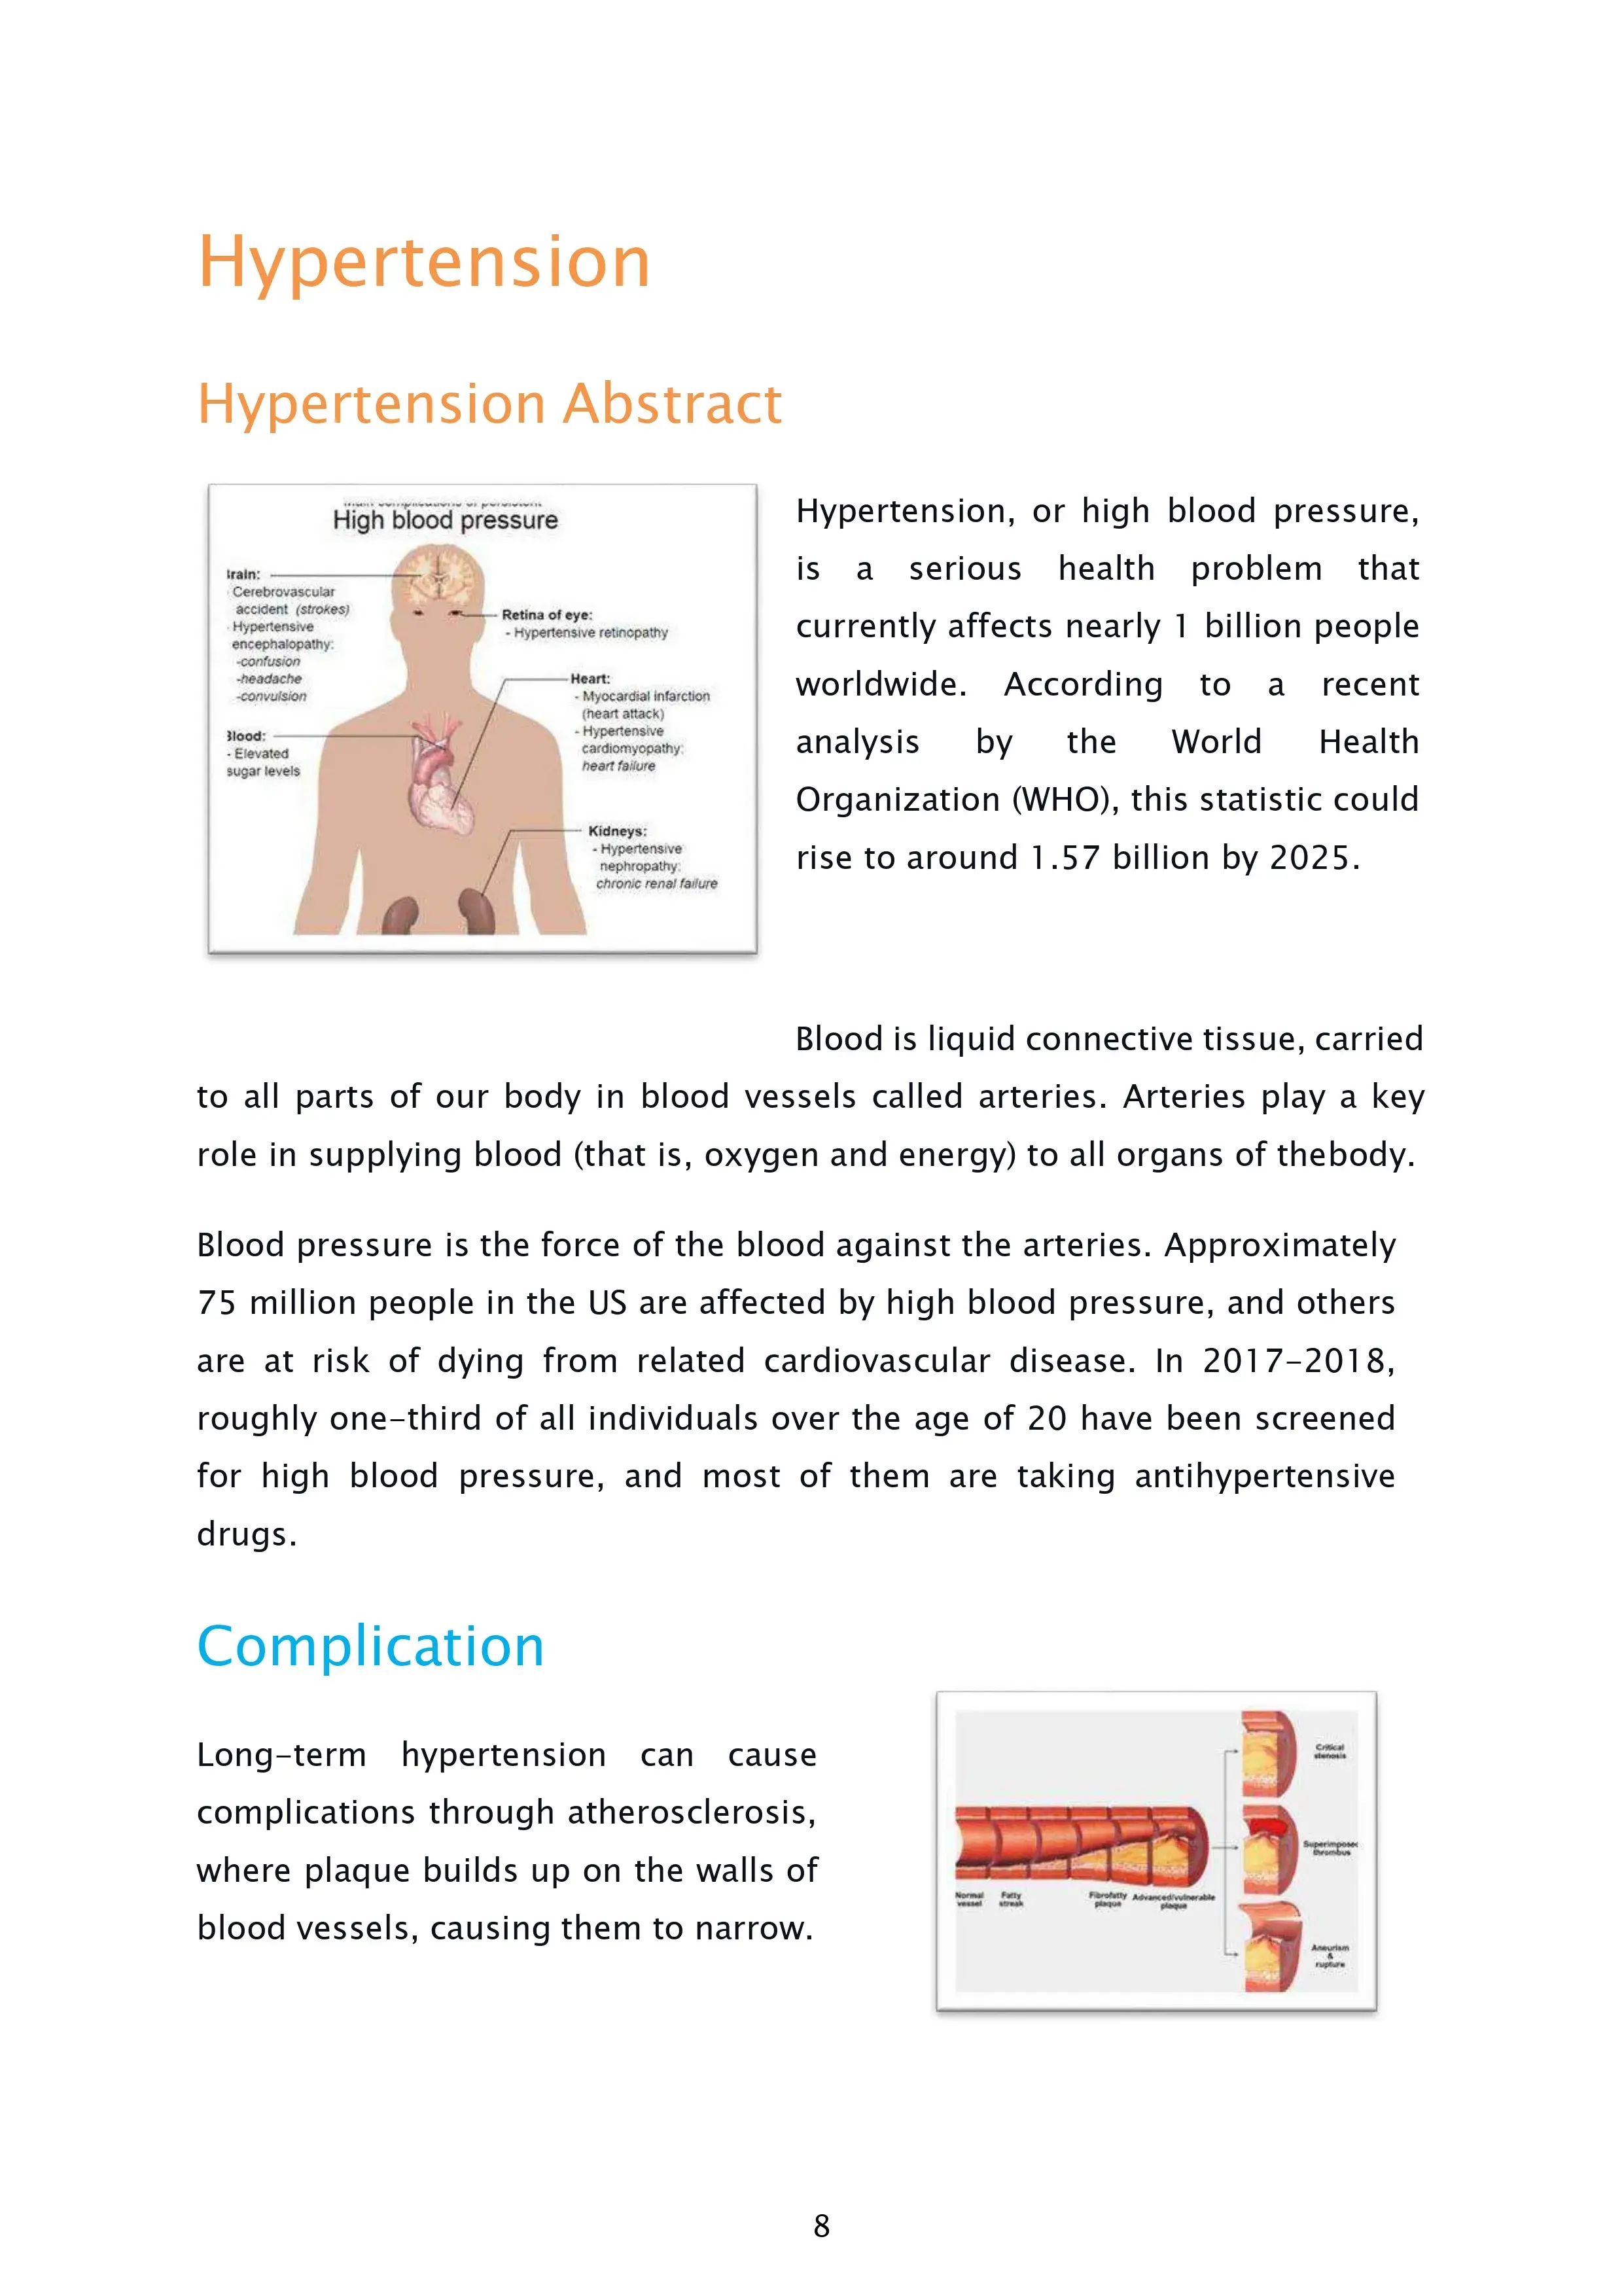 Hypertension
Hypertension Abstract
High blood pressure
Cerebrovascular
accident (strokes)
Hypertensive
encephalopathy:
-confusion
-headache
-convulsion
- Elevated
sugar levels
Retina of eye:
- Hypertensive retinopathy
Heart:
- Myocardial infarction
(heart attack)
- Hypertensive
cardiomyopathy:
heart failure
Kidneys:
- Hypertensive
nephropathy:
chronic renal failure
Hypertension, or high blood pressure,
is a serious health problem that
currently affects nearly 1 billion people
worldwide. According to a recent
analysis by the World Health
Organization (WHO), this statistic could
rise to around 1.57 billion by 2025.
Blood is liquid connective tissue, carried
to all parts of our body in blood vessels called arteries. Arteries play a key
role in supplying blood (that is, oxygen and energy) to all organs of thebody.
Blood pressure is the force of the blood against the arteries. Approximately
75 million people in the US are affected by high blood pressure, and others
are at risk of dying from related cardiovascular disease. In 2017-2018,
roughly one-third of all individuals over the age of 20 have been screened
for high blood pressure, and most of them are taking antihypertensive
drugs.
Complication
Long-term hypertension can cause
complications through atherosclerosis,
where plaque builds up on the walls of
blood vessels, causing them to narrow.
Normal
vessel
Fatty
streak
Fibrofatty
plaque
Advanced/vulnerable
plaque
Critical
stenosis
thrombus
Aneurism
&
rupture
8